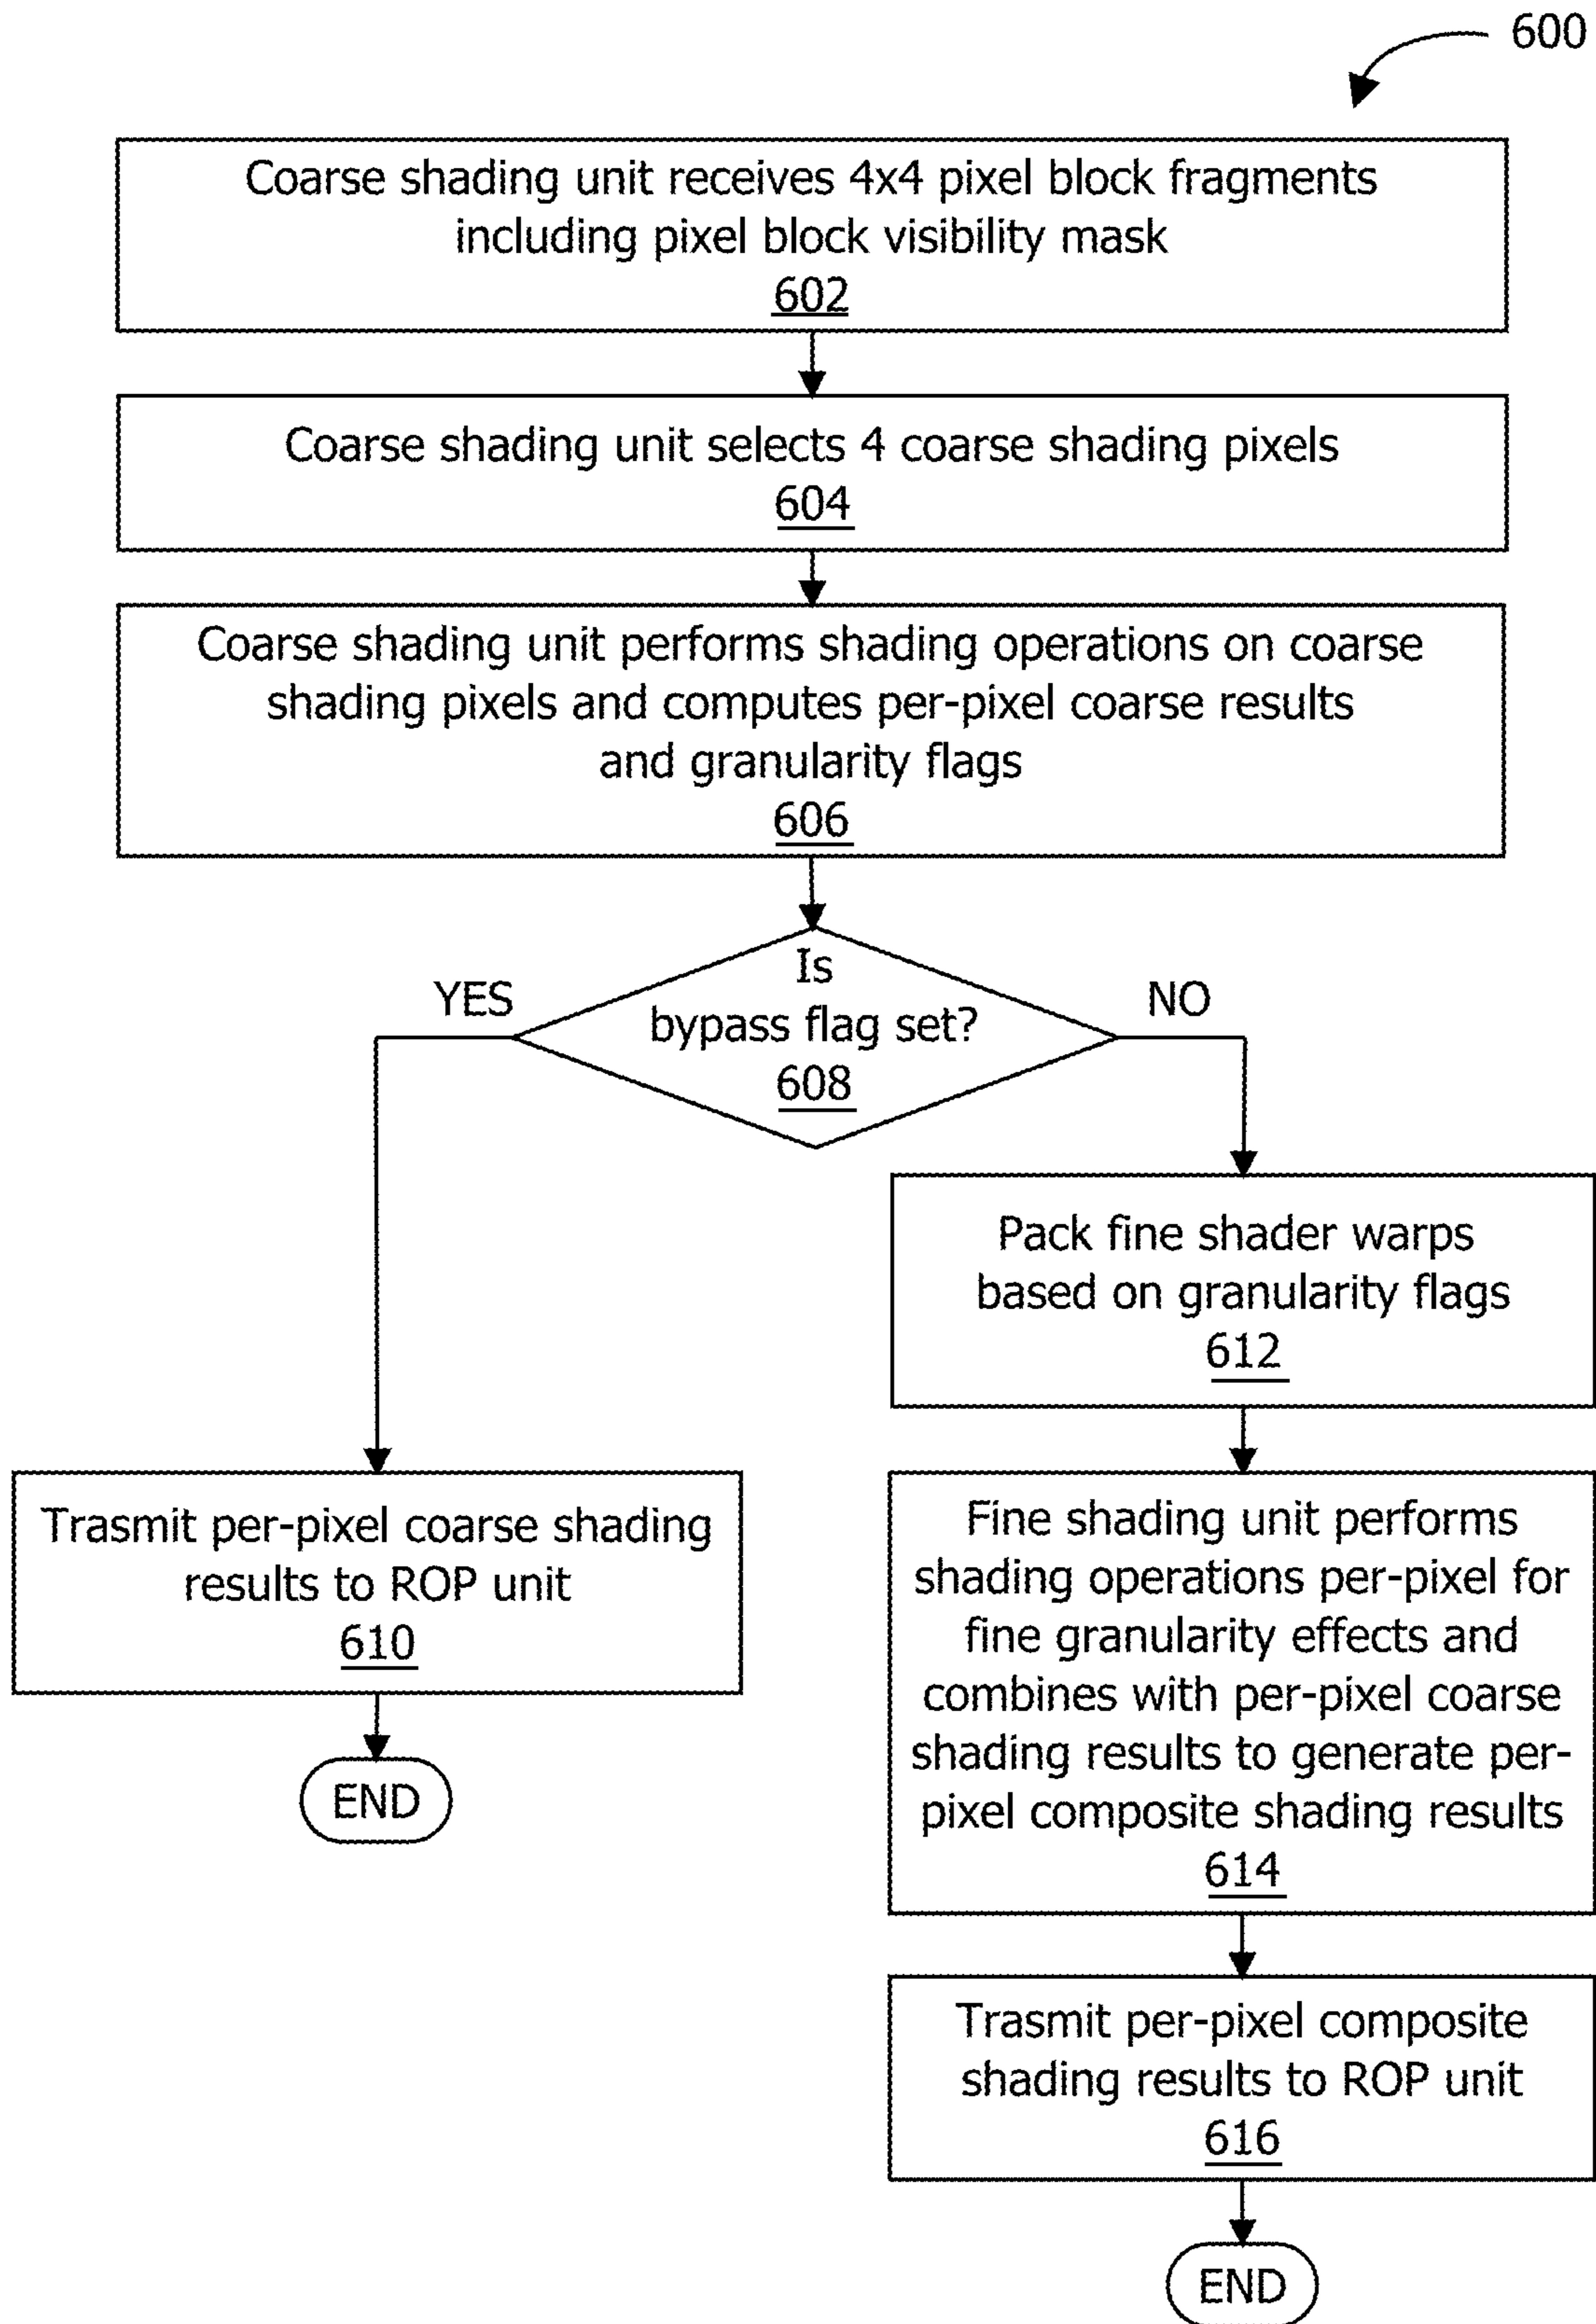 600
Coarse shading unit receives 4x4 pixel block fragments
including pixel block visibility mask
602
Coarse shading unit selects 4 coarse shading pixels
604
Coarse shading unit performs shading operations on coarse
shading pixels and computes per-pixel coarse results
and granularity flags
606
Is
bypass flag set?
608
YES
NO
Pack fine shader warps
based on granularity flags
612
Trasmit per-pixel coarse shading
results to ROP unit
610
END
Fine shading unit performs
shading operations per-pixel for
fine granularity effects and
combines with per-pixel coarse
shading results to generate per-
pixel composite shading results
614
Trasmit per-pixel composite
shading results to ROP unit
616
END